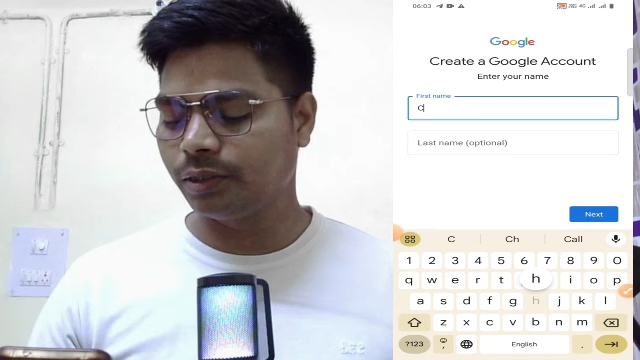 06:03
4G
Google
Create a Google Account
Enter your name
First name
C
Last name (optional)
Next
C Ch Call
1 2 3 4 5 6 7 8 9 0
q w e r t h i o p
a s d f g h j k l
z x c v b n m
?123 , English .